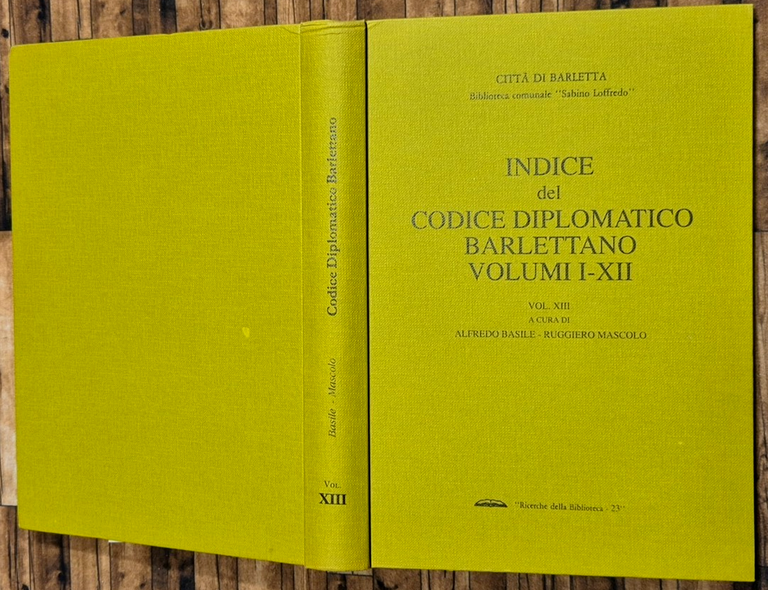 CITTÀ DI BARLETTA
Biblioteca comunale "Sabino Loffredo"
INDICE
del
CODICE DIPLOMATICO
BARLETTANO
VOLUMI I-XII
VOL. XIII
A CURA DI
ALFREDO BASILE - RUGGIERO MASCOLO
"Ricerche della Biblioteca - 23"
Codice Diplomatico Barlettano
Basile - Mascolo
VOL.
XIII